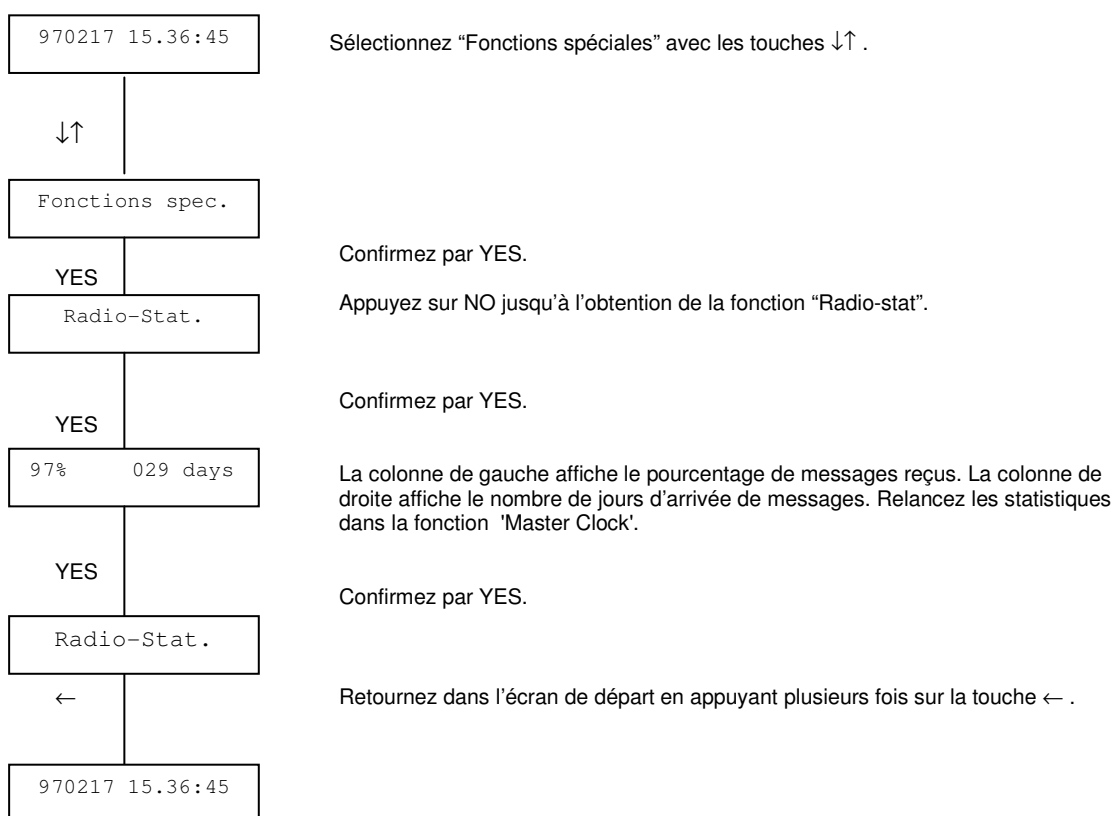 970217 15.36:45
Sélectionnez “Fonctions spéciales” avec les touches ↓↑ .
↓↑
Fonctions spec.
Confirmez par YES.
YES
Appuyez sur NO jusqu’à l’obtention de la fonction “Radio-stat”.
Radio-Stat.
Confirmez par YES.
YES
97% 029 days
La colonne de gauche affiche le pourcentage de messages reçus. La colonne de
droite affiche le nombre de jours d’arrivée de messages. Relancez les statistiques
dans la fonction 'Master Clock'.
YES
Confirmez par YES.
Radio-Stat.
←
Retournez dans l’écran de départ en appuyant plusieurs fois sur la touche ← .
970217 15.36:45